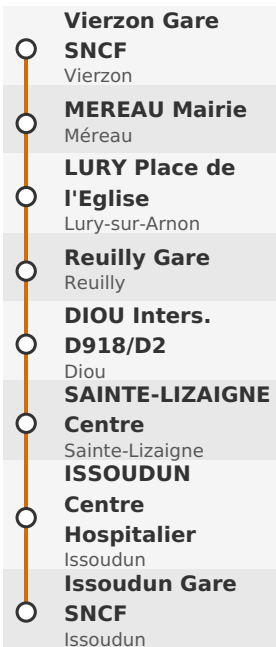 Vierzon Gare
SNCF
Vierzon
MEREAU Mairie
Méreau
LURY Place de
l'Eglise
Lury-sur-Arnon
Reuilly Gare
Reuilly
DIOU Inters.
D918/D2
Diou
SAINTE-LIZAIGNE
Centre
Sainte-Lizaigne
ISSOUDUN
Centre
Hospitalier
Issoudun
Issoudun Gare
SNCF
Issoudun